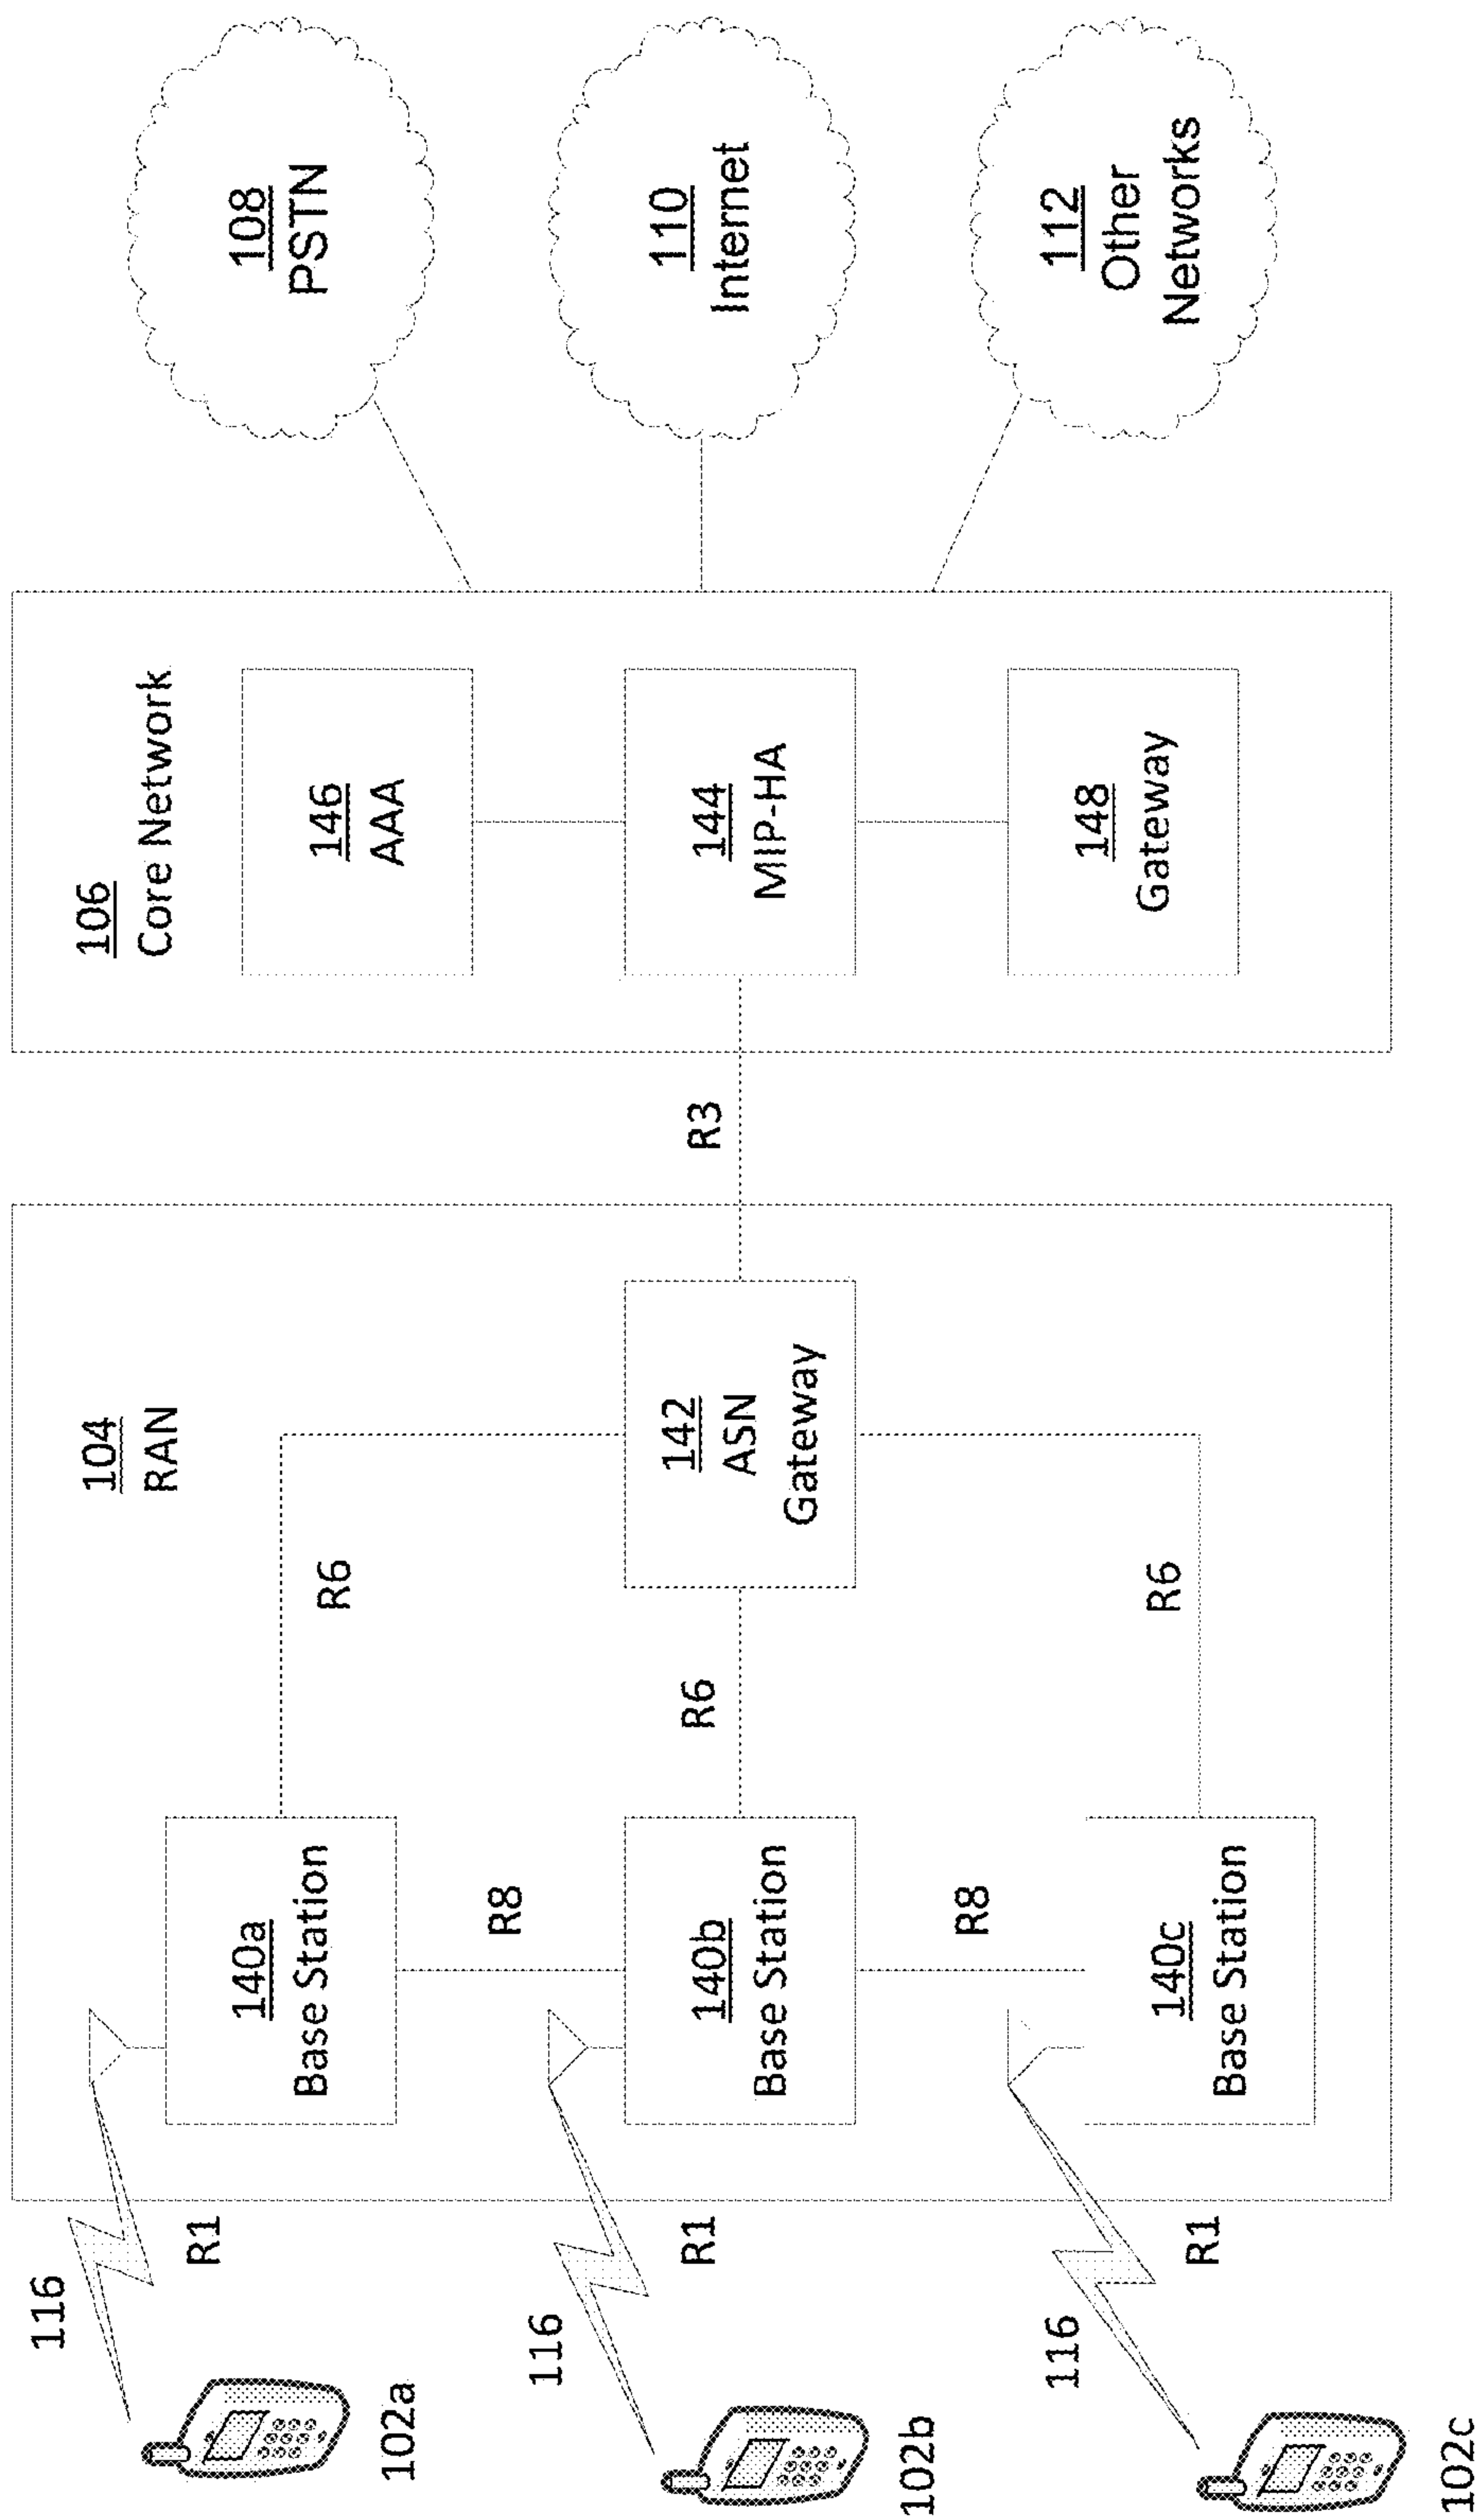 116
R1
102a
116
R1
102b
116
R1
102c
104
RAN
140a
Base Station
R8
140b
Base Station
R8
140c
Base Station
R6
R6
R6
142
ASN
Gateway
R3
106
Core Network
146
AAA
144
MIP-HA
148
Gateway
108
PSTN
110
Internet
112
Other
Networks